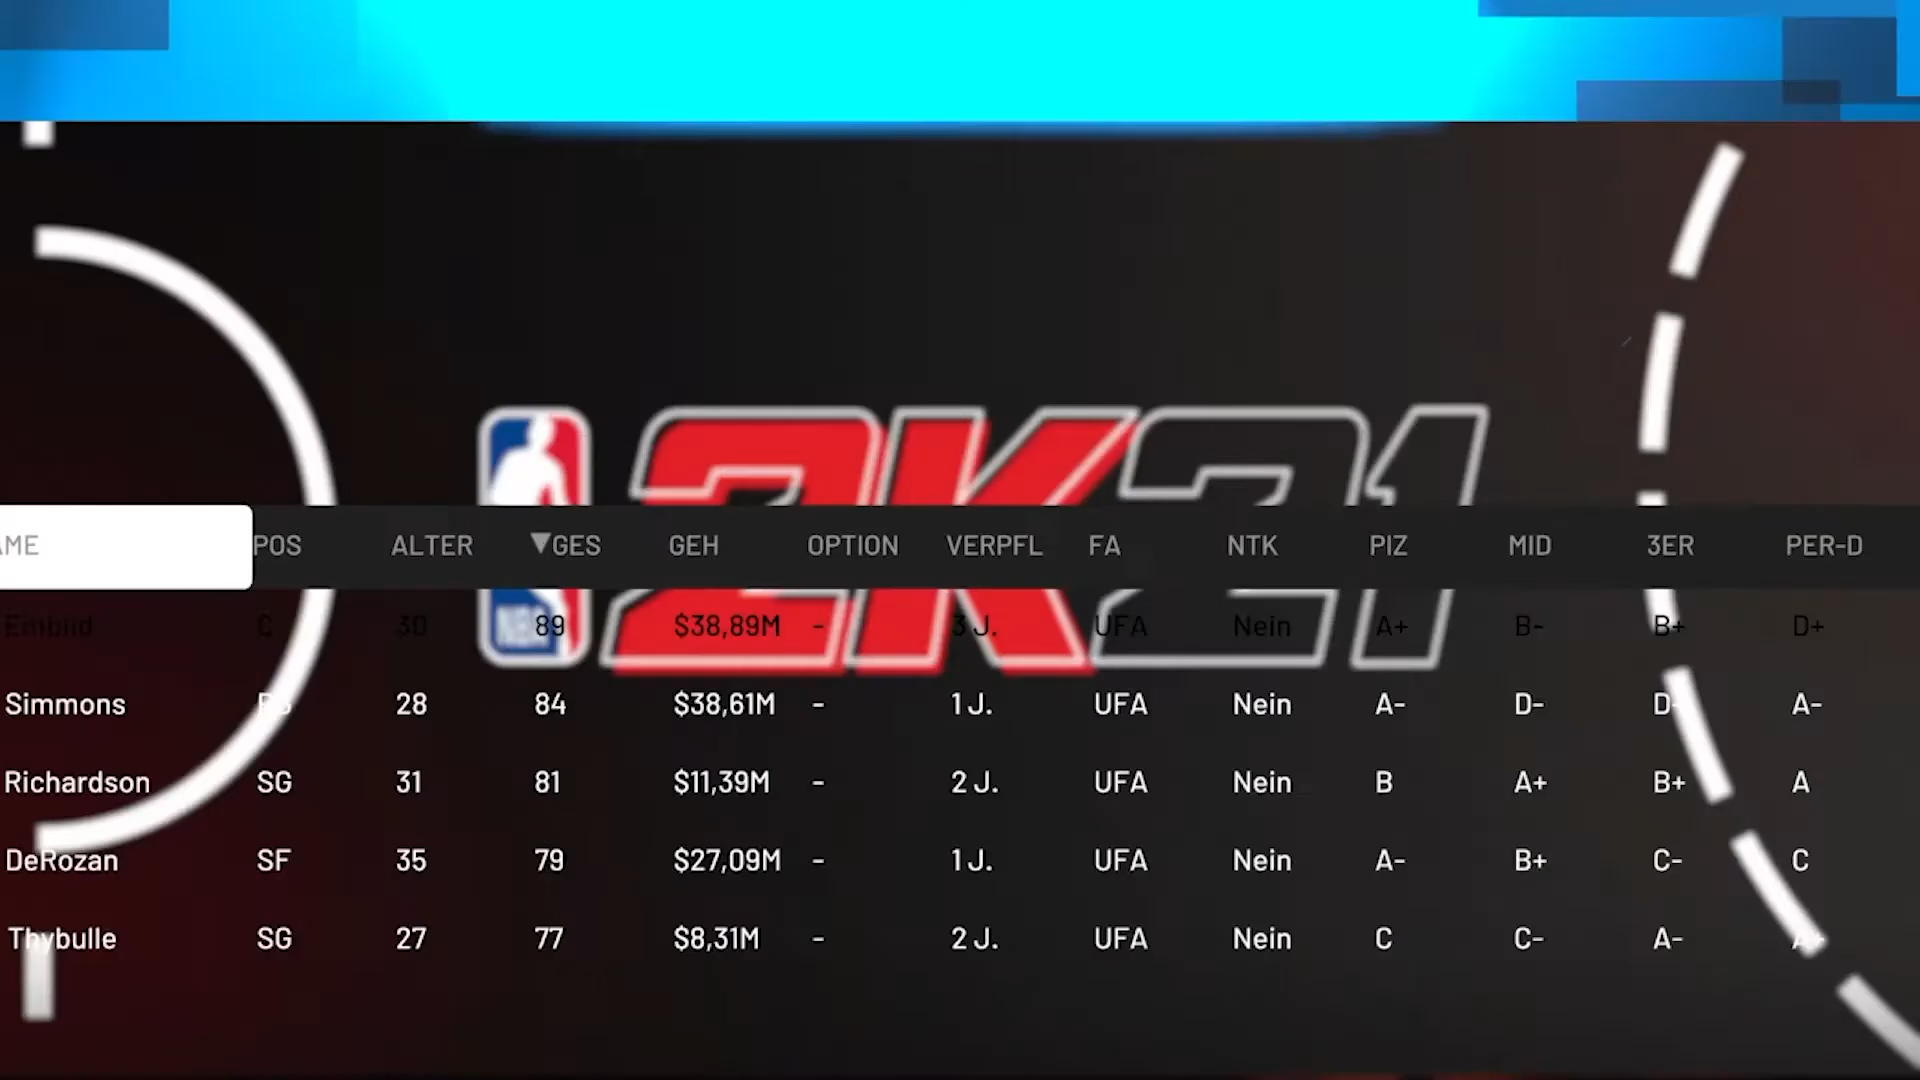 2K21
AME POS ALTER ▼GES GEH OPTION VERPFL FA NTK PIZ MID 3ER PER-D
NBA
Embiid C 30 89 $38,89M - 3 J. UFA Nein A+ B- B+ D+
Simmons PG 28 84 $38,61M - 1 J. UFA Nein A- D- D- A-
Richardson SG 31 81 $11,39M - 2 J. UFA Nein B A+ B+ A
DeRozan SF 35 79 $27,09M - 1 J. UFA Nein A- B+ C- C
Thybulle SG 27 77 $8,31M - 2 J. UFA Nein C C- A- A+